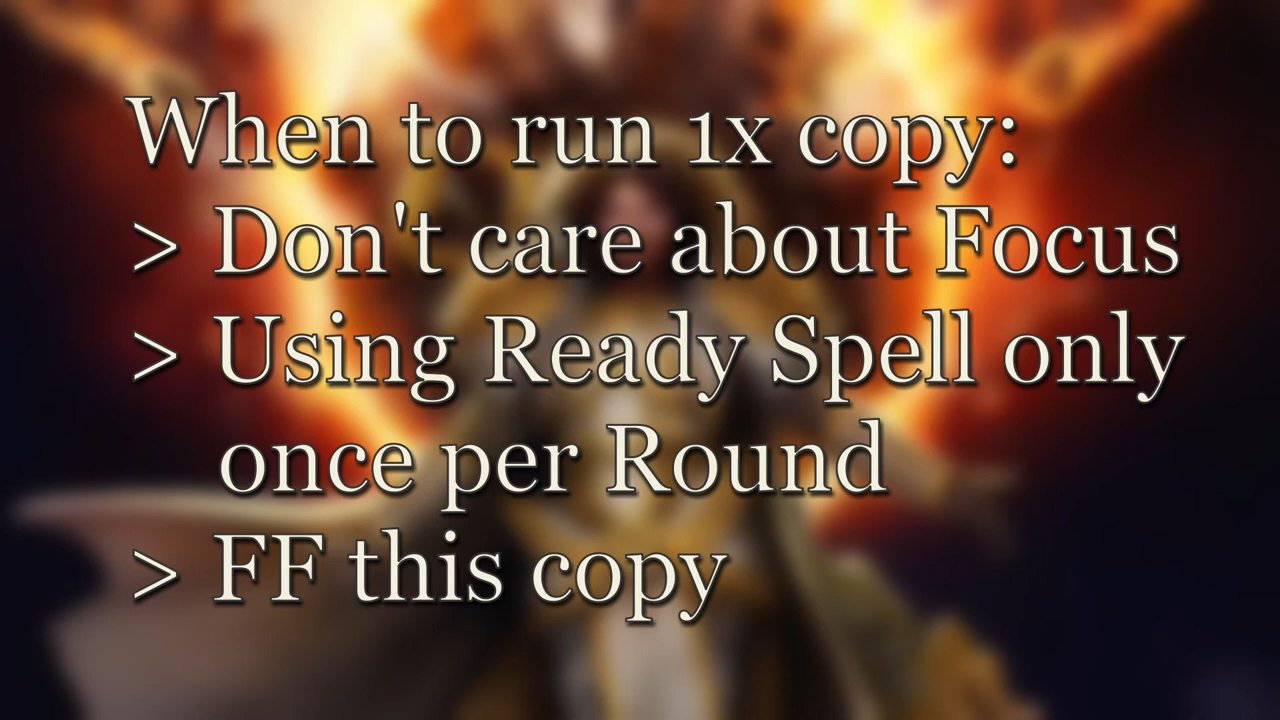 When to run 1x copy:
> Don't care about Focus
> Using Ready Spell only
once per Round
> FF this copy